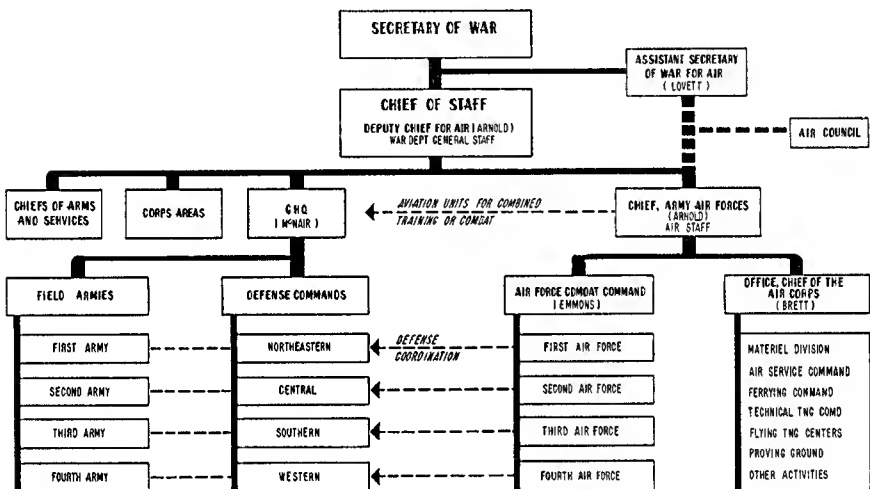 SECRETARY OF WAR
ASSISTANT SECRETARY
OF WAR FOR AIR
( LOVETT )
CHIEF OF STAFF
DEPUTY CHIEF FOR AIR (ARNOLD)
WAR DEPT GENERAL STAFF
AIR COUNCIL
CHIEFS OF ARMS
AND SERVICES
CORPS AREAS
GHQ
( McNAIR )
AVIATION UNITS FOR COMBINED
TRAINING OR COMBAT
CHIEF, ARMY AIR FORCES
(ARNOLD)
AIR STAFF
FIELD ARMIES
DEFENSE COMMANDS
AIR FORCE COMBAT COMMAND
( EMMONS )
OFFICE, CHIEF OF THE
AIR CORPS
( BRETT )
FIRST ARMY
NORTHEASTERN
DEFENSE
COORDINATION
FIRST AIR FORCE
SECOND ARMY
CENTRAL
SECOND AIR FORCE
THIRD ARMY
SOUTHERN
THIRD AIR FORCE
FOURTH ARMY
WESTERN
FOURTH AIR FORCE
MATERIEL DIVISION
AIR SERVICE COMMAND
FERRYING COMMAND
TECHNICAL TNG COMD
FLYING TNG CENTERS
PROVING GROUND
OTHER ACTIVITIES